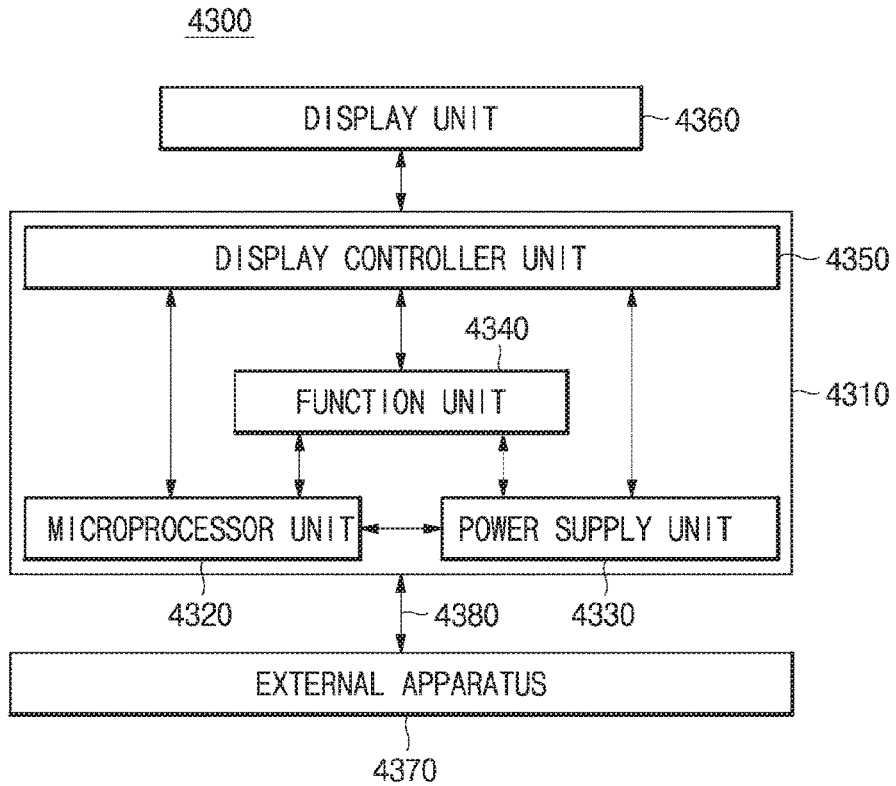 4300
DISPLAY UNIT
4360
DISPLAY CONTROLLER UNIT
4350
4340
FUNCTION UNIT
4310
MICROPROCESSOR UNIT
POWER SUPPLY UNIT
4320
4380
4330
EXTERNAL APPARATUS
4370